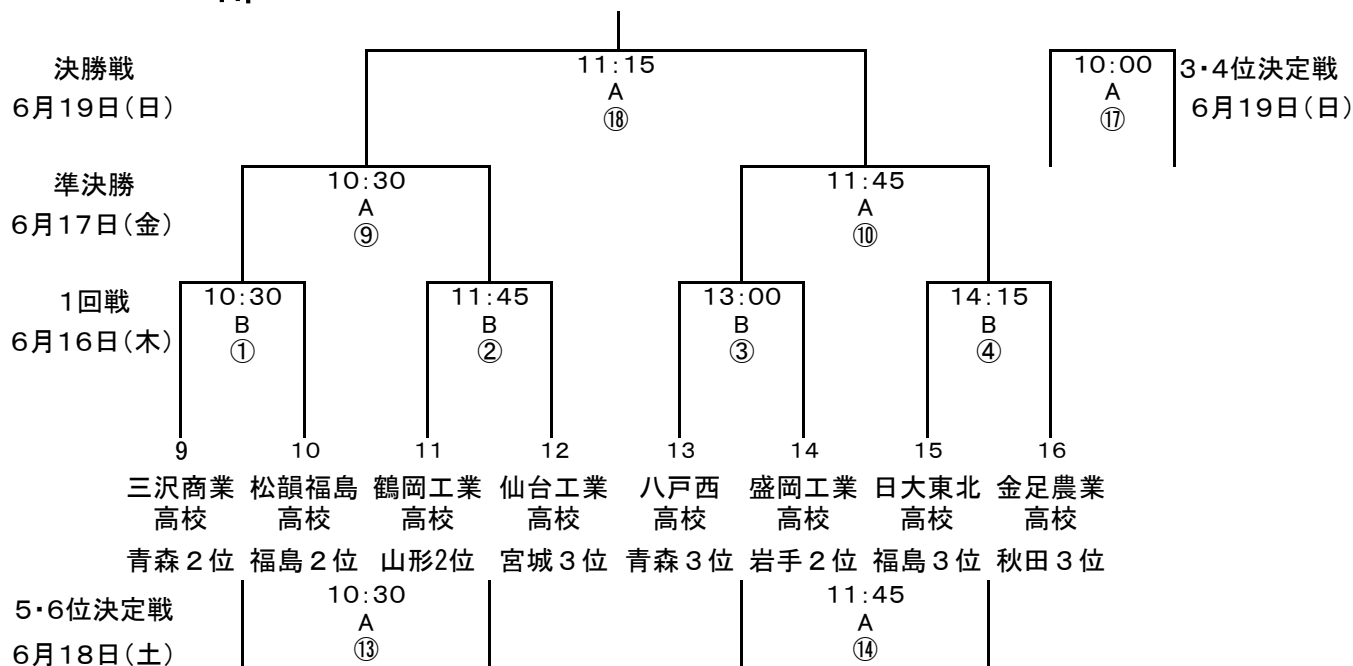 11:15
決勝戦
6月19日(日)
A
⑱
10:00
3・4位決定戦
6月19日(日)
A
⑰
準決勝
6月17日(金)
10:30
A
⑨
11:45
A
⑩
1回戦
6月16日(木)
10:30
B
①
11:45
B
②
13:00
B
③
14:15
B
④
9 10 11 12 13 14 15 16
三沢商業 松韻福島 鶴岡工業 仙台工業 八戸西 盛岡工業 日大東北 金足農業
高校 高校 高校 高校 高校 高校 高校 高校
青森2位 福島2位 山形2位 宮城3位 青森3位 岩手2位 福島3位 秋田3位
5・6位決定戦
6月18日(土)
10:30
A
⑬
11:45
A
⑭